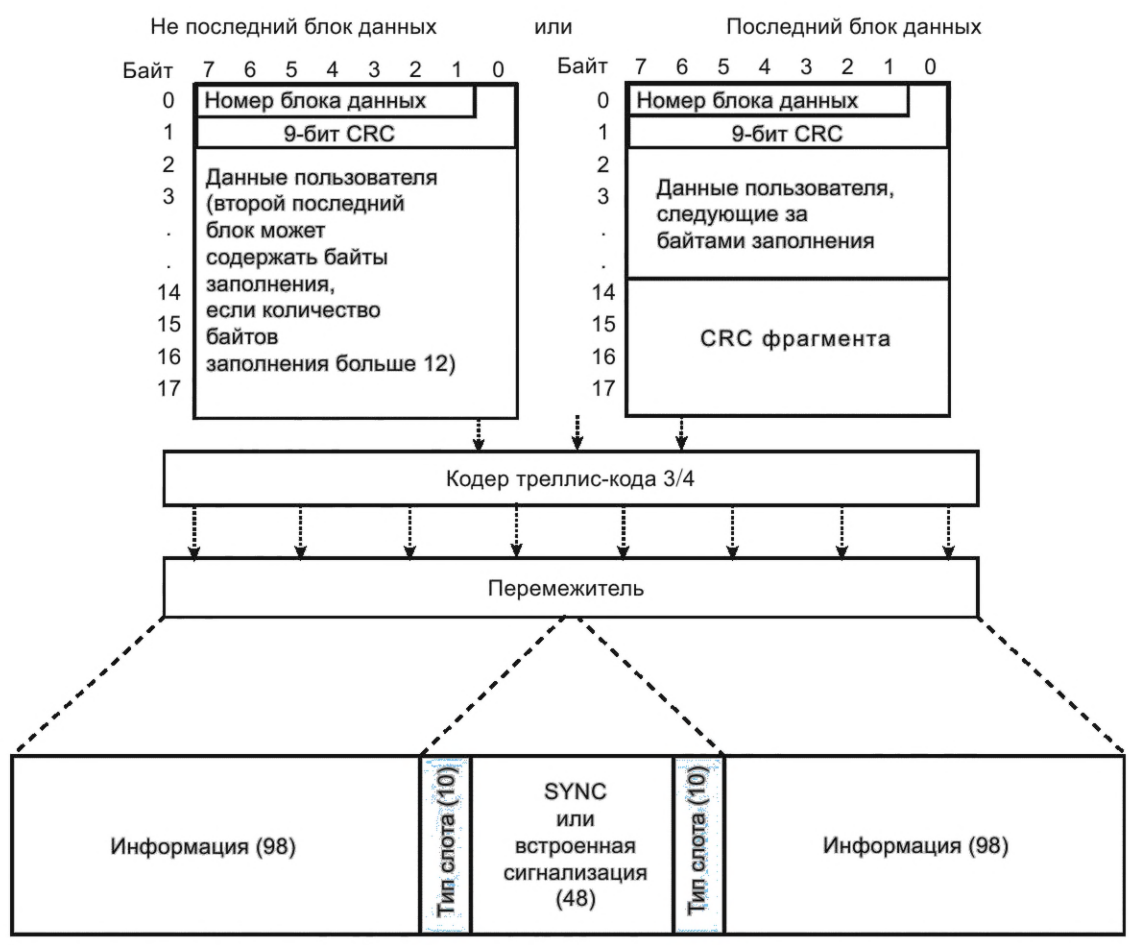 Не последний блок данных или Последний блок данных
Байт 7 6 5 4 3 2 1 0 Байт 7 6 5 4 3 2 1 0
0 Номер блока данных 0 Номер блока данных
1 9-бит CRC 1 9-бит CRC
2
3
.
.
14
15
16
17
Данные пользователя
(второй последний
блок может
содержать байты
заполнения,
если количество
байтов
заполнения больше 12)
2
3
.
.
14
15
16
17
Данные пользователя,
следующие за
байтами заполнения
CRC фрагмента
Кодер треллис-кода 3/4
Перемежитель
Информация (98)
Тип слота (10)
SYNC
или
встроенная
сигнализация
(48)
Тип слота (10)
Информация (98)